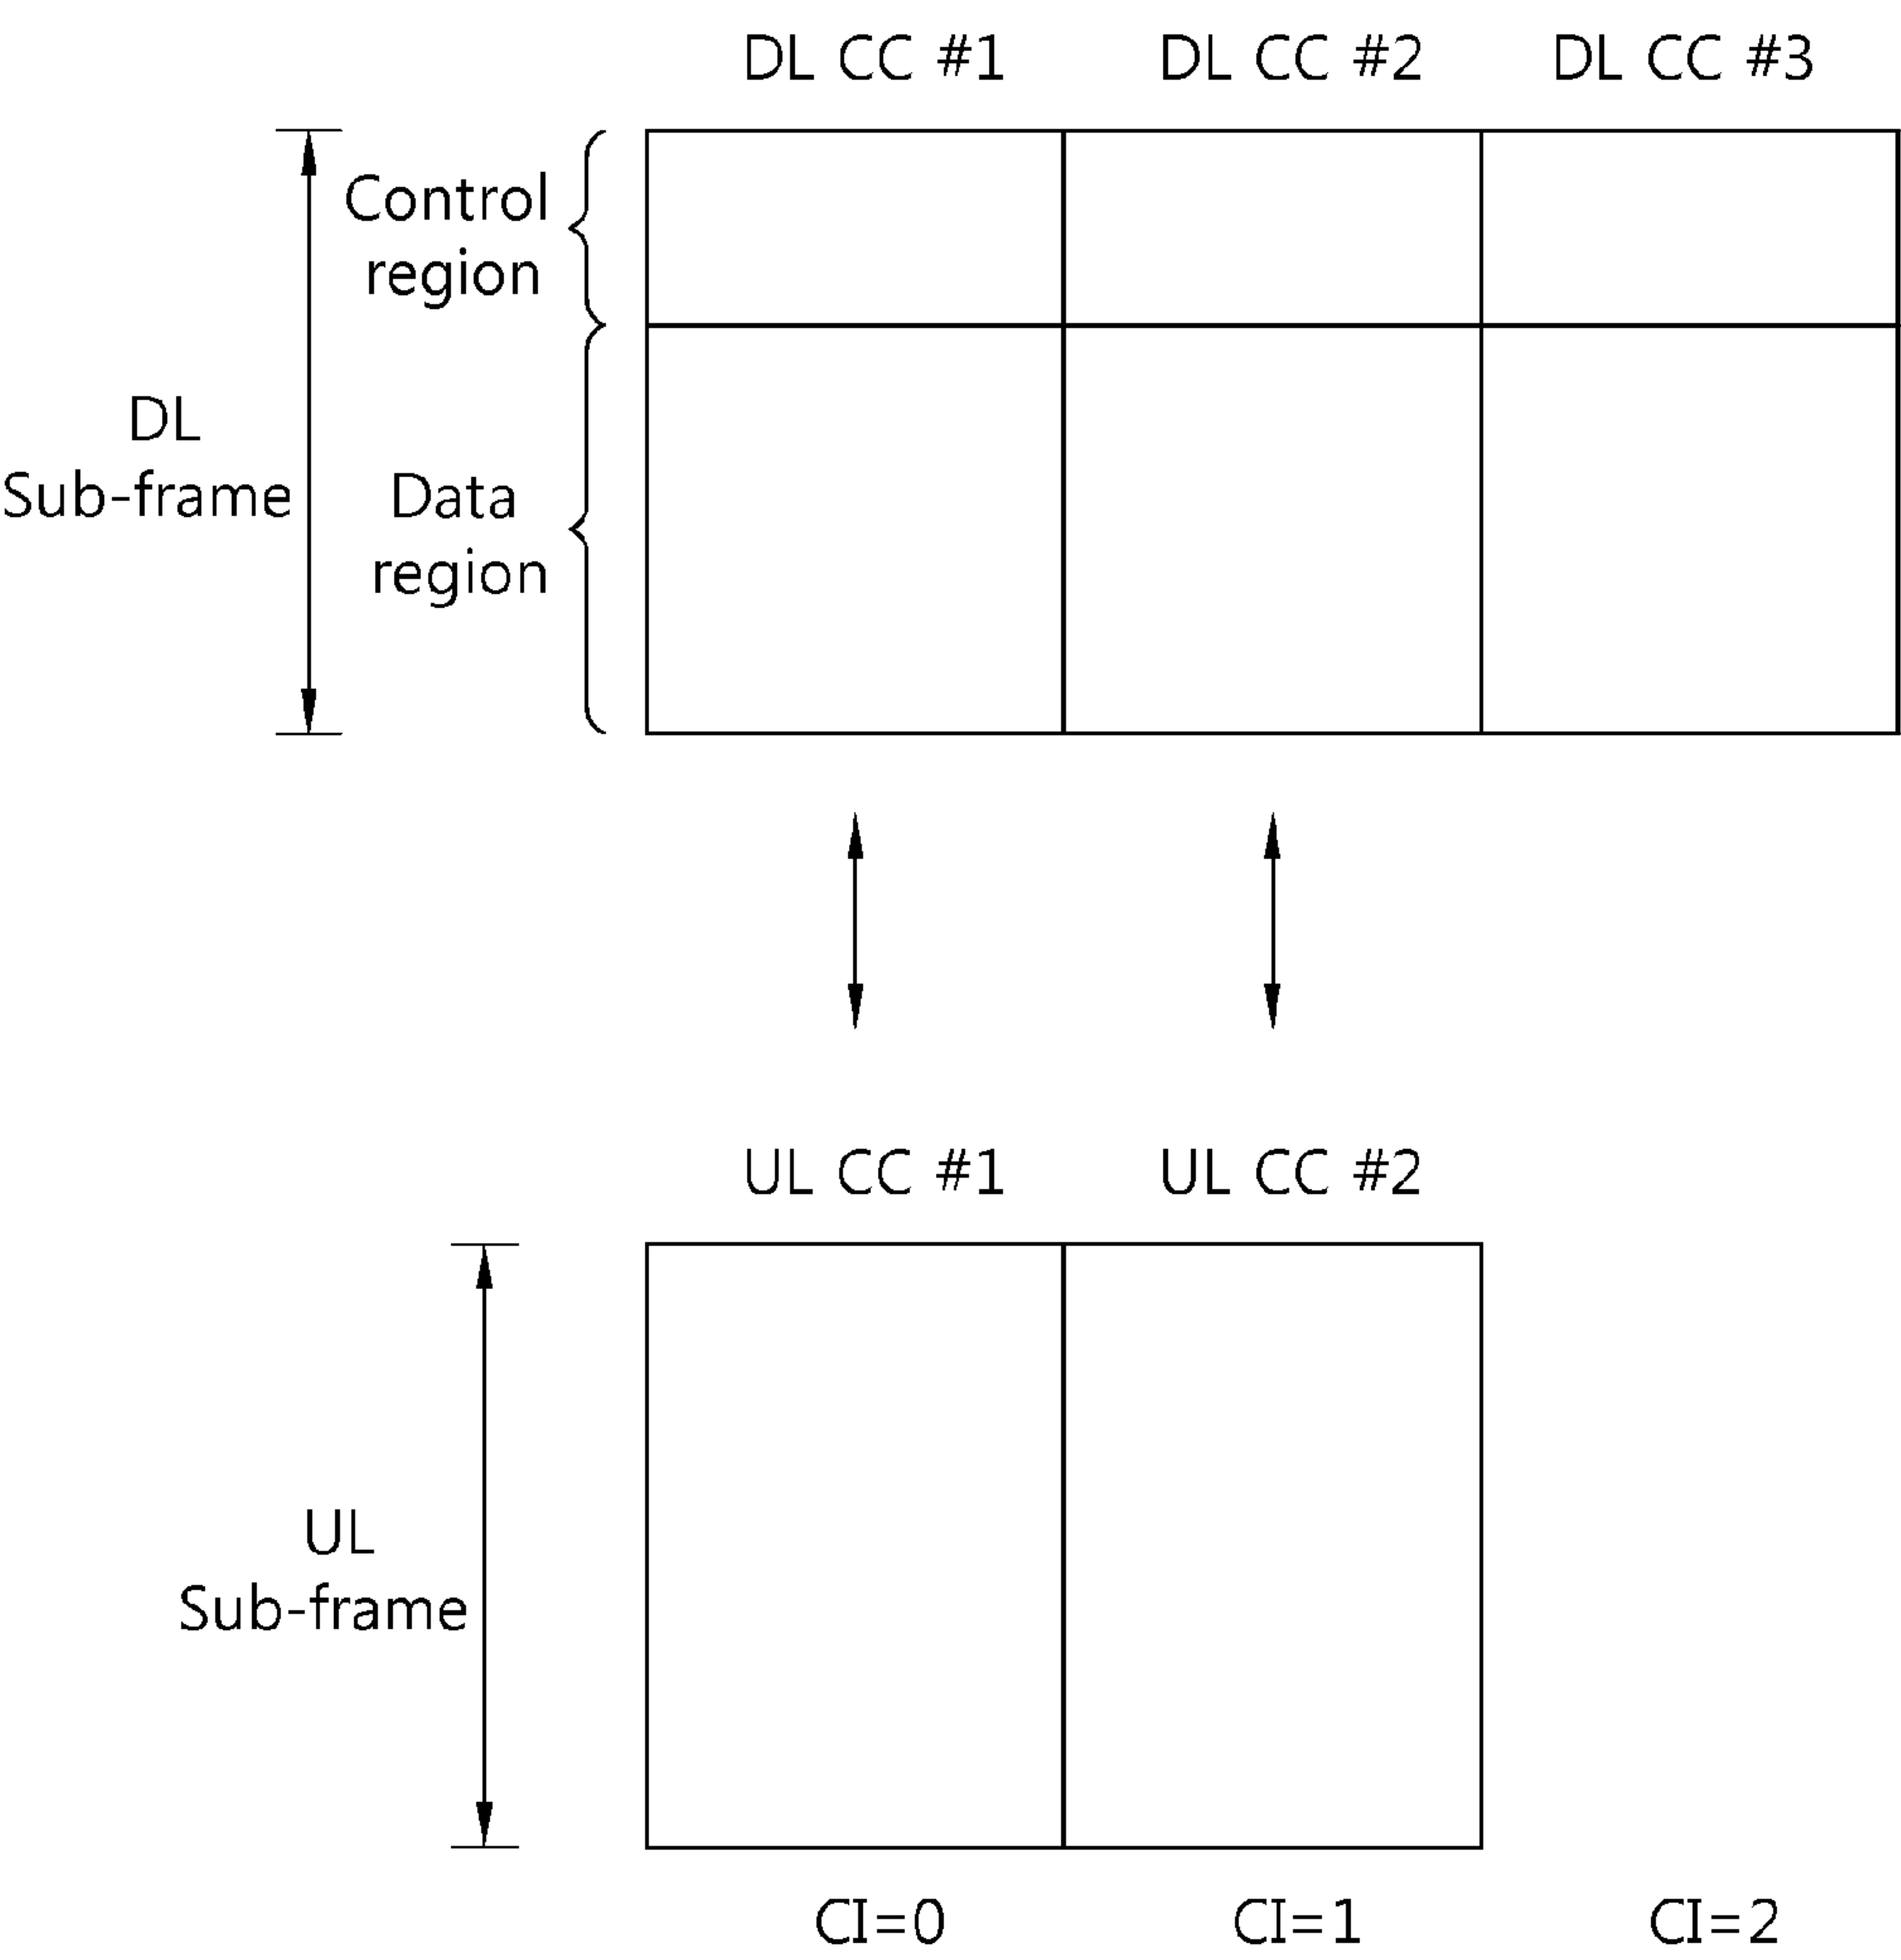 DL CC #1 DL CC #2 DL CC #3
Control
region
DL
Sub-frame
Data
region
UL CC #1 UL CC #2
UL
Sub-frame
CI=0 CI=1 CI=2